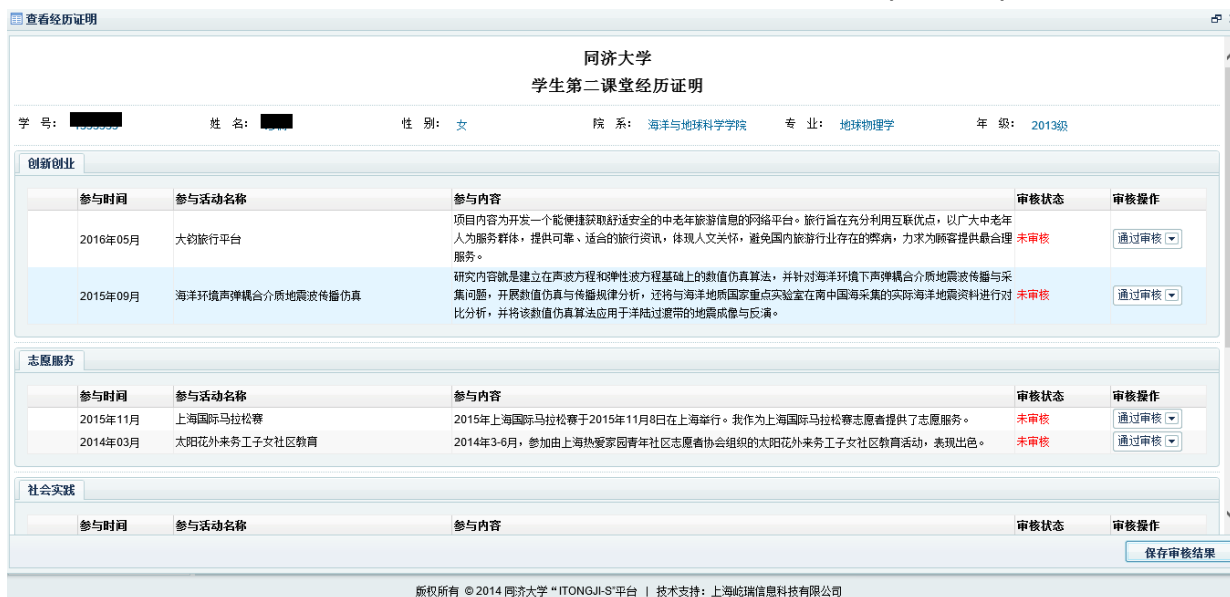 查看经历证明
同济大学
学生第二课堂经历证明
学 号： 姓 名： 性 别： 女 院 系： 海洋与地球科学学院 专 业： 地球物理学 年 级： 2013级
创新创业
参与时间 参与活动名称 参与内容 审核状态 审核操作
项目内容为开发一个能便捷获取舒适安全的中老年旅游信息的网络平台。旅行旨在充分利用互联优点，以广大中老年
2016年05月 大钧旅行平台 人为服务群体，提供可靠、适合的旅行资讯，体现人文关怀，避免国内旅游行业存在的弊病，力求为顾客提供最合理 未审核 通过审核
服务。
研究内容就是建立在声波方程和弹性波方程基础上的数值仿真算法，并针对海洋环境下声弹耦合介质地震波传播与采
2015年09月 海洋环境声弹耦合介质地震波传播仿真 集问题，开展数值仿真与传播规律分析，还将与海洋地质国家重点实验室在南中国海采集的实际海洋地震资料进行对 未审核 通过审核
比分析，并将该数值仿真算法应用于洋陆过渡带的地震成像与反演。
志愿服务
参与时间 参与活动名称 参与内容 审核状态 审核操作
2015年11月 上海国际马拉松赛 2015年上海国际马拉松赛于2015年11月8日在上海举行。我作为上海国际马拉松赛志愿者提供了志愿服务。 未审核 通过审核
2014年03月 太阳花外来务工子女社区教育 2014年3-6月，参加由上海热爱家园青年社区志愿者协会组织的太阳花外来务工子女社区教育活动，表现出色。 未审核 通过审核
社会实践
参与时间 参与活动名称 参与内容 审核状态 审核操作
保存审核结果
版权所有 © 2014 同济大学 “ ITONGJI-S”平台 | 技术支持：上海屹瑞信息科技有限公司